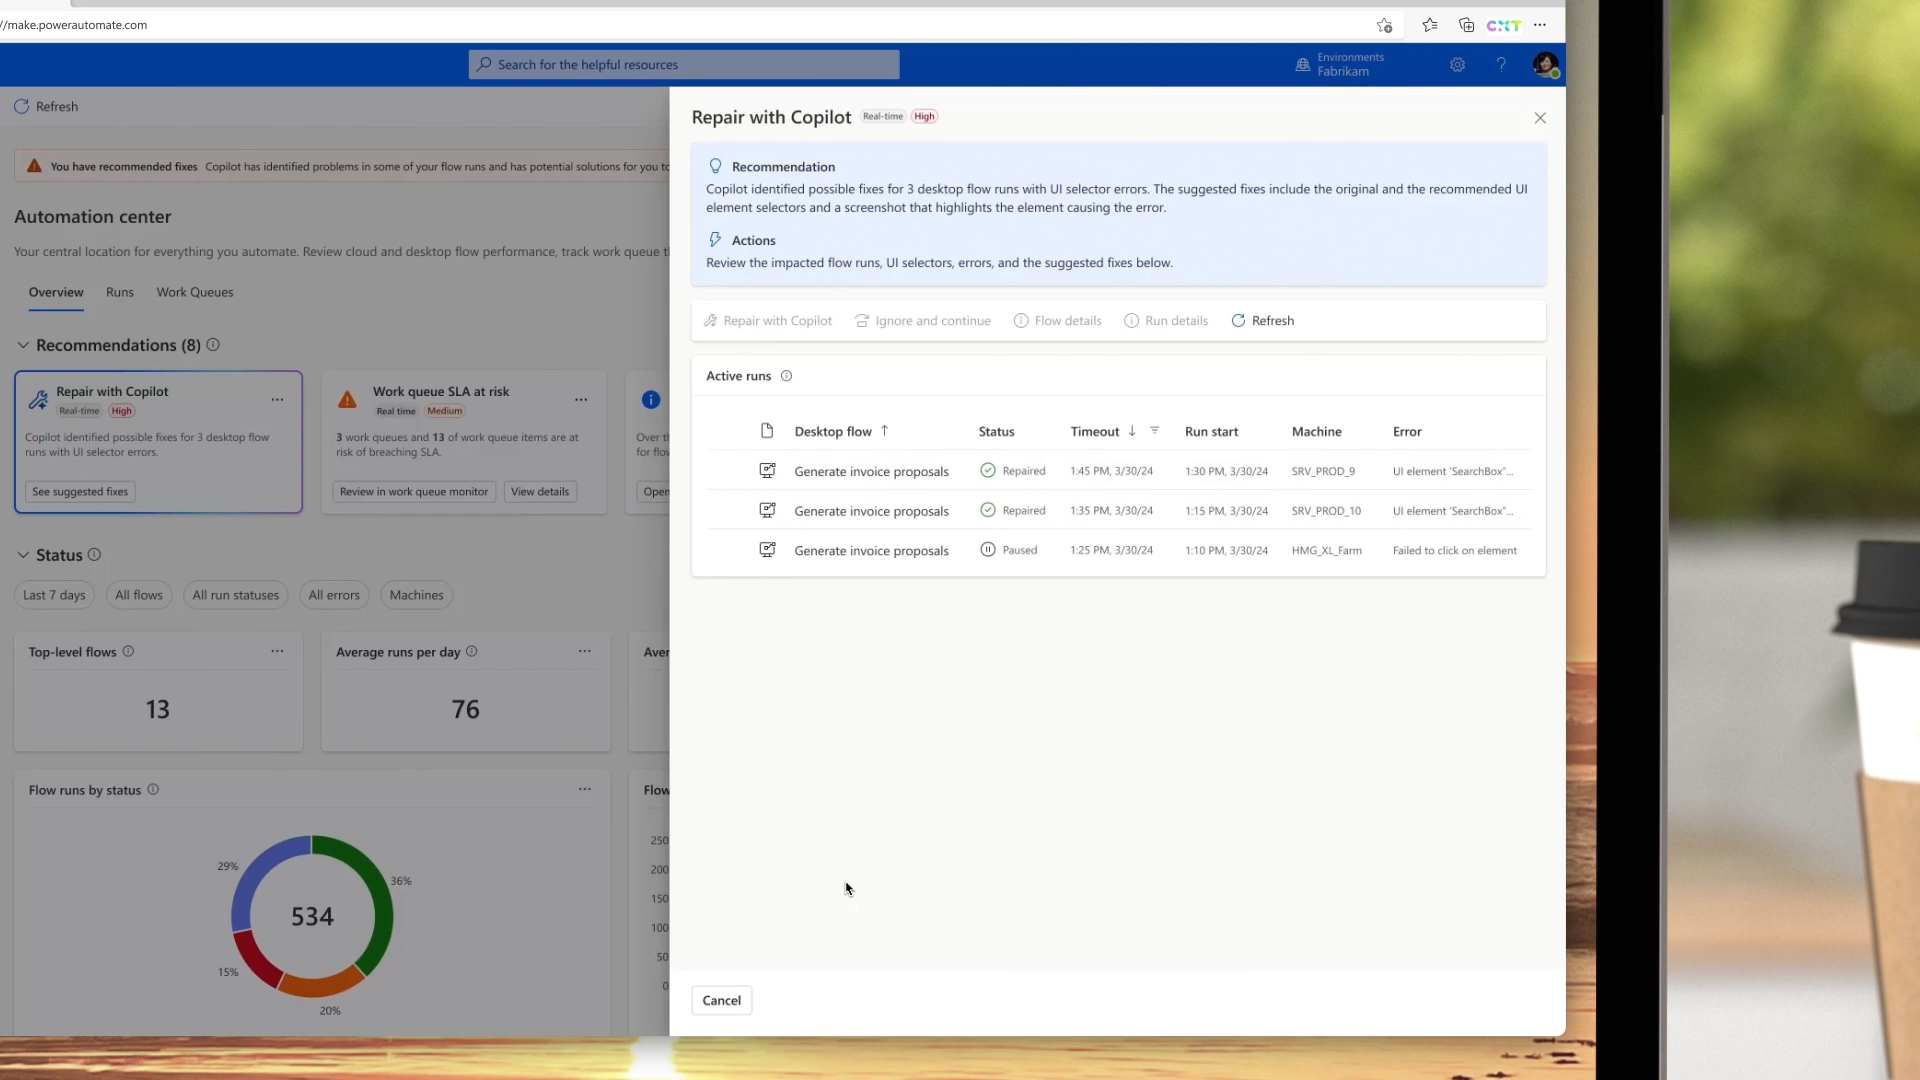 //make.powerautomate.com
CXT
Search for the helpful resources
Environments
Fabrikam
Refresh
You have recommended fixes Copilot has identified problems in some of your flow runs and has potential solutions for you to
Automation center
Your central location for everything you automate. Review cloud and desktop flow performance, track work queue
Overview Runs Work Queues
Recommendations (8)
Repair with Copilot
Real-time High
Copilot identified possible fixes for 3 desktop flow
runs with UI selector errors.
See suggested fixes
Work queue SLA at risk
Real time Medium
3 work queues and 13 of work queue items are at
risk of breaching SLA.
Review in work queue monitor View details
Over
for flo
Open
Status
Last 7 days All flows All run statuses All errors Machines
Top-level flows
13
Average runs per day
76
Aver
Flow runs by status
534
29%
36%
15%
20%
Flow
250
200
150
100
50
0
Repair with Copilot Real-time High
Recommendation
Copilot identified possible fixes for 3 desktop flow runs with UI selector errors. The suggested fixes include the original and the recommended UI
element selectors and a screenshot that highlights the element causing the error.
Actions
Review the impacted flow runs, UI selectors, errors, and the suggested fixes below.
Repair with Copilot Ignore and continue Flow details Run details Refresh
Active runs
Desktop flow Status Timeout Run start Machine Error
Generate invoice proposals Repaired 1:45 PM, 3/30/24 1:30 PM, 3/30/24 SRV_PROD_9 UI element 'SearchBox"...
Generate invoice proposals Repaired 1:35 PM, 3/30/24 1:15 PM, 3/30/24 SRV_PROD_10 UI element 'SearchBox"...
Generate invoice proposals Paused 1:25 PM, 3/30/24 1:10 PM, 3/30/24 HMG_XL_Farm Failed to click on element
Cancel